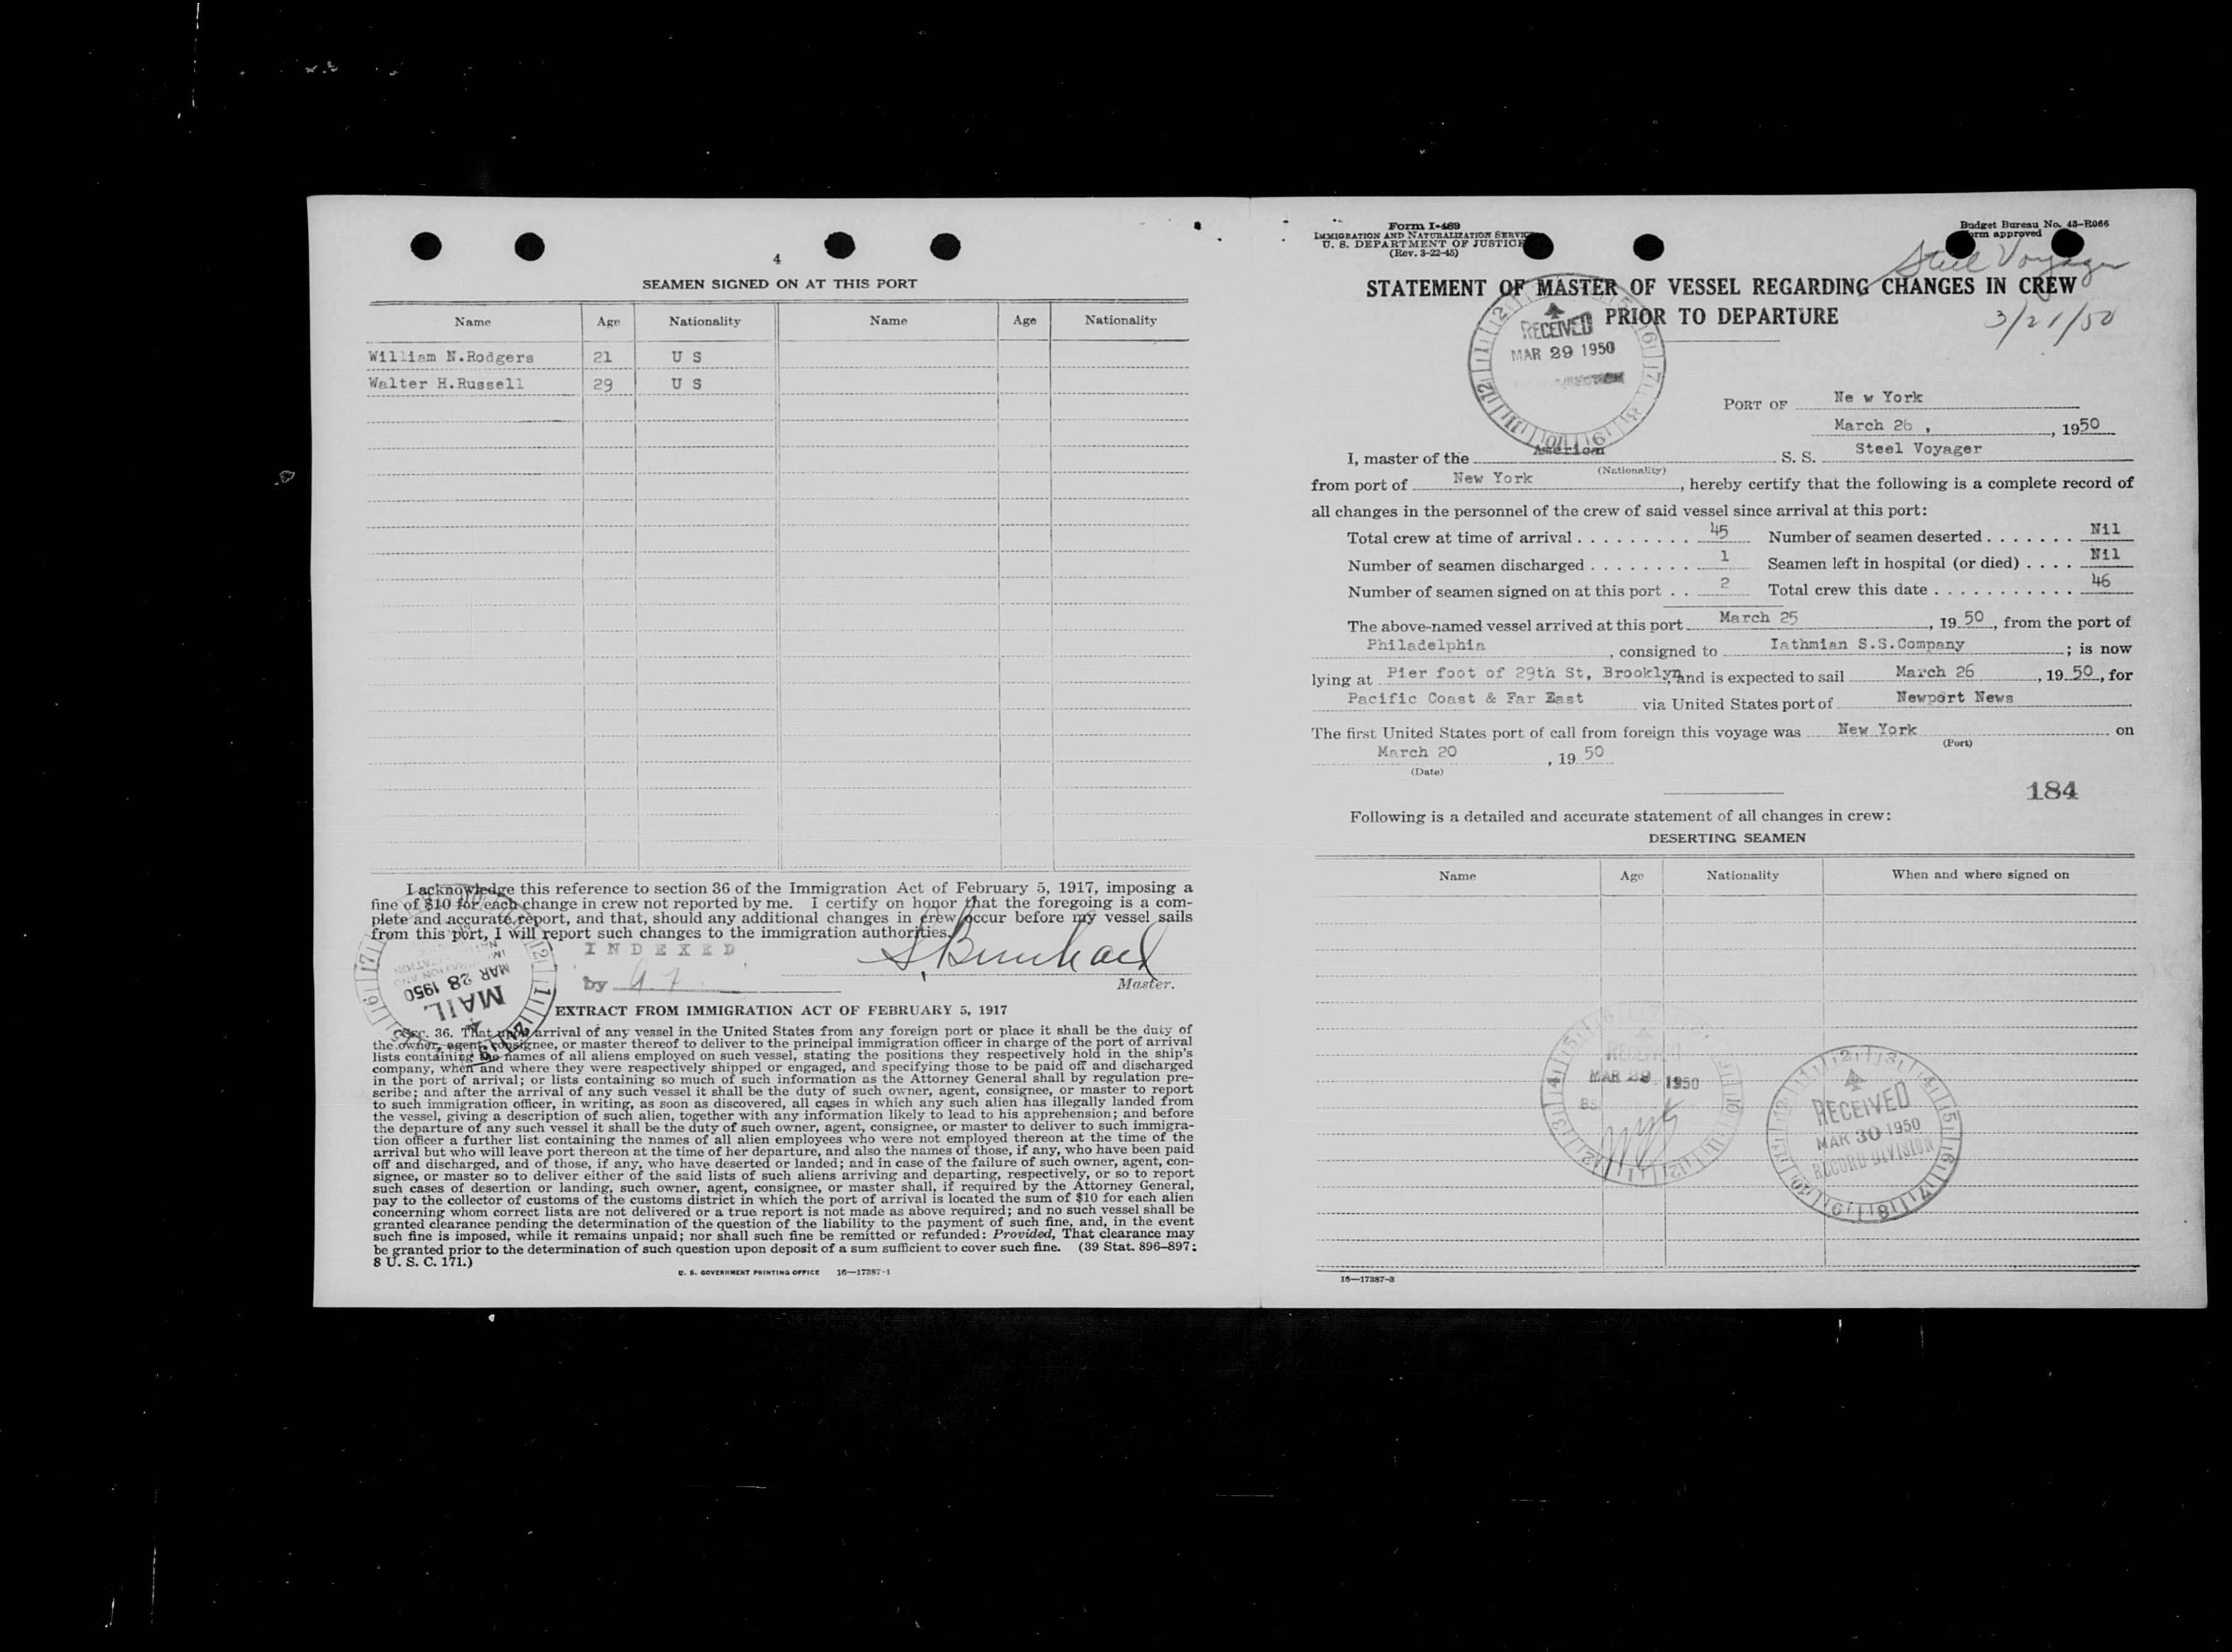 4
SEAMEN SIGNED ON AT THIS PORT
Name Age Nationality Name Age Nationality
William N.Rodgers 21 U S
Walter H.Russell 29 U S
I acknowledge this reference to section 36 of the Immigration Act of February 5, 1917, imposing a
fine of $10 for each change in crew not reported by me. I certify on honor that the foregoing is a com-
plete and accurate report, and that, should any additional changes in crew occur before my vessel sails
from this port, I will report such changes to the immigration authorities.
INDEXED
by
Master.
MAR 28 1950
MAIL
EXTRACT FROM IMMIGRATION ACT OF FEBRUARY 5, 1917
Sec. 36. That upon arrival of any vessel in the United States from any foreign port or place it shall be the duty of
the owner, agent, consignee, or master thereof to deliver to the principal immigration officer in charge of the port of arrival
lists containing the names of all aliens employed on such vessel, stating the positions they respectively hold in the ship's
company, when and where they were respectively shipped or engaged, and specifying those to be paid off and discharged
in the port of arrival; or lists containing so much of such information as the Attorney General shall by regulation pre-
scribe; and after the arrival of any such vessel it shall be the duty of such owner, agent, consignee, or master to report
to such immigration officer, in writing, as soon as discovered, all cases in which any such alien has illegally landed from
the vessel, giving a description of such alien, together with any information likely to lead to his apprehension; and before
the departure of any such vessel it shall be the duty of such owner, agent, consignee, or master to deliver to such immigra-
tion officer a further list containing the names of all alien employees who were not employed thereon at the time of the
arrival but who will leave port thereon at the time of her departure, and also the names of those, if any, who have been paid
off and discharged, and of those, if any, who have deserted or landed; and in case of the failure of such owner, agent, con-
signee, or master so to deliver either of the said lists of such aliens arriving and departing, respectively, or so to report
such cases of desertion or landing, such owner, agent, consignee, or master shall, if required by the Attorney General,
pay to the collector of customs of the customs district in which the port of arrival is located the sum of $10 for each alien
concerning whom correct lists are not delivered or a true report is not made as above required; and no such vessel shall be
granted clearance pending the determination of the question of the liability to the payment of such fine, and, in the event
such fine is imposed, while it remains unpaid; nor shall such fine be remitted or refunded: Provided, That clearance may
be granted prior to the determination of such question upon deposit of a sum sufficient to cover such fine. (39 Stat. 896–897;
8 U. S. C. 171.)
U. S. GOVERNMENT PRINTING OFFICE 16—17387-1
Form I-489
IMMIGRATION AND NATURALIZATION SERVICE
U. S. DEPARTMENT OF JUSTICE
(Rev. 3-22-45)
Budget Bureau No. 43-R066
Form approved
Steel Voyager
3/21/50
STATEMENT OF MASTER OF VESSEL REGARDING CHANGES IN CREW
PRIOR TO DEPARTURE
RECEIVED
MAR 29 1950
PORT OF Ne w York
March 26 , , 1950
I, master of the American S. S. Steel Voyager
(Nationality)
from port of New York , hereby certify that the following is a complete record of
all changes in the personnel of the crew of said vessel since arrival at this port:
Total crew at time of arrival . . . . . . . . . 45 Number of seamen deserted . . . . . . . Nil
Number of seamen discharged . . . . . . . . 1 Seamen left in hospital (or died) . . . . Nil
Number of seamen signed on at this port . . 2 Total crew this date . . . . . . . . . . . 46
The above-named vessel arrived at this port March 25 , 19 50 , from the port of
Philadelphia , consigned to Iathmian S.S.Company ; is now
lying at Pier foot of 29th St, Brooklyn, and is expected to sail March 26 , 19 50 , for
Pacific Coast & Far East via United States port of Newport News
The first United States port of call from foreign this voyage was New York on
(Port)
March 20 , 19 50
(Date)
184
Following is a detailed and accurate statement of all changes in crew:
DESERTING SEAMEN
Name Age Nationality When and where signed on
RECEIVED
MAR 29 1950
RECEIVED
MAR 30 1950
RECORD DIVISION
16—17387-3